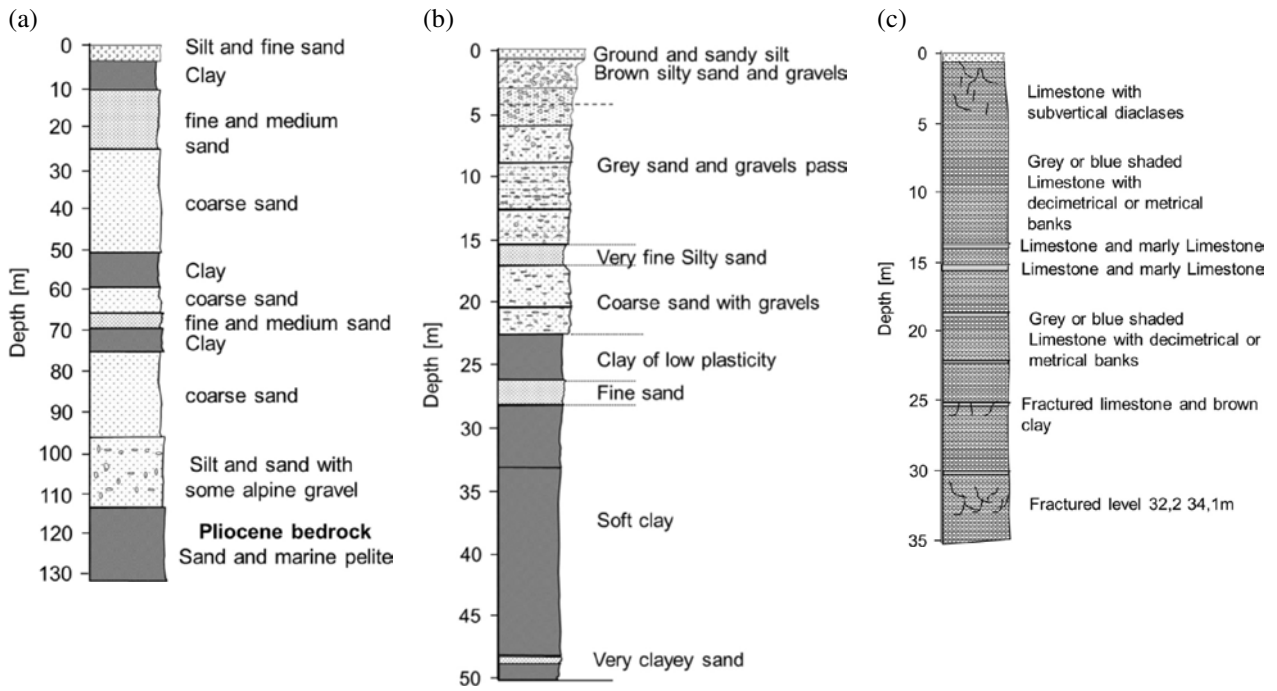 (a)
0
10
20
30
40
50
60
70
80
90
100
110
120
130
Depth [m]
Silt and fine sand
Clay
fine and medium
sand
coarse sand
Clay
coarse sand
fine and medium sand
Clay
coarse sand
Silt and sand with
some alpine gravel
Pliocene bedrock
Sand and marine pelite
(b)
0
5
10
15
20
25
30
35
40
45
50
Depth [m]
Ground and sandy silt
Brown silty sand and gravels
Grey sand and gravels pass
Very fine Silty sand
Coarse sand with gravels
Clay of low plasticity
Fine sand
Soft clay
Very clayey sand
(c)
0
5
10
15
20
25
30
35
Depth [m]
Limestone with
subvertical diaclases
Grey or blue shaded
Limestone with
decimetrical or metrical
banks
Limestone and marly Limestone
Limestone and marly Limestone
Grey or blue shaded
Limestone with decimetrical or
metrical banks
Fractured limestone and brown
clay
Fractured level 32,2 34,1m